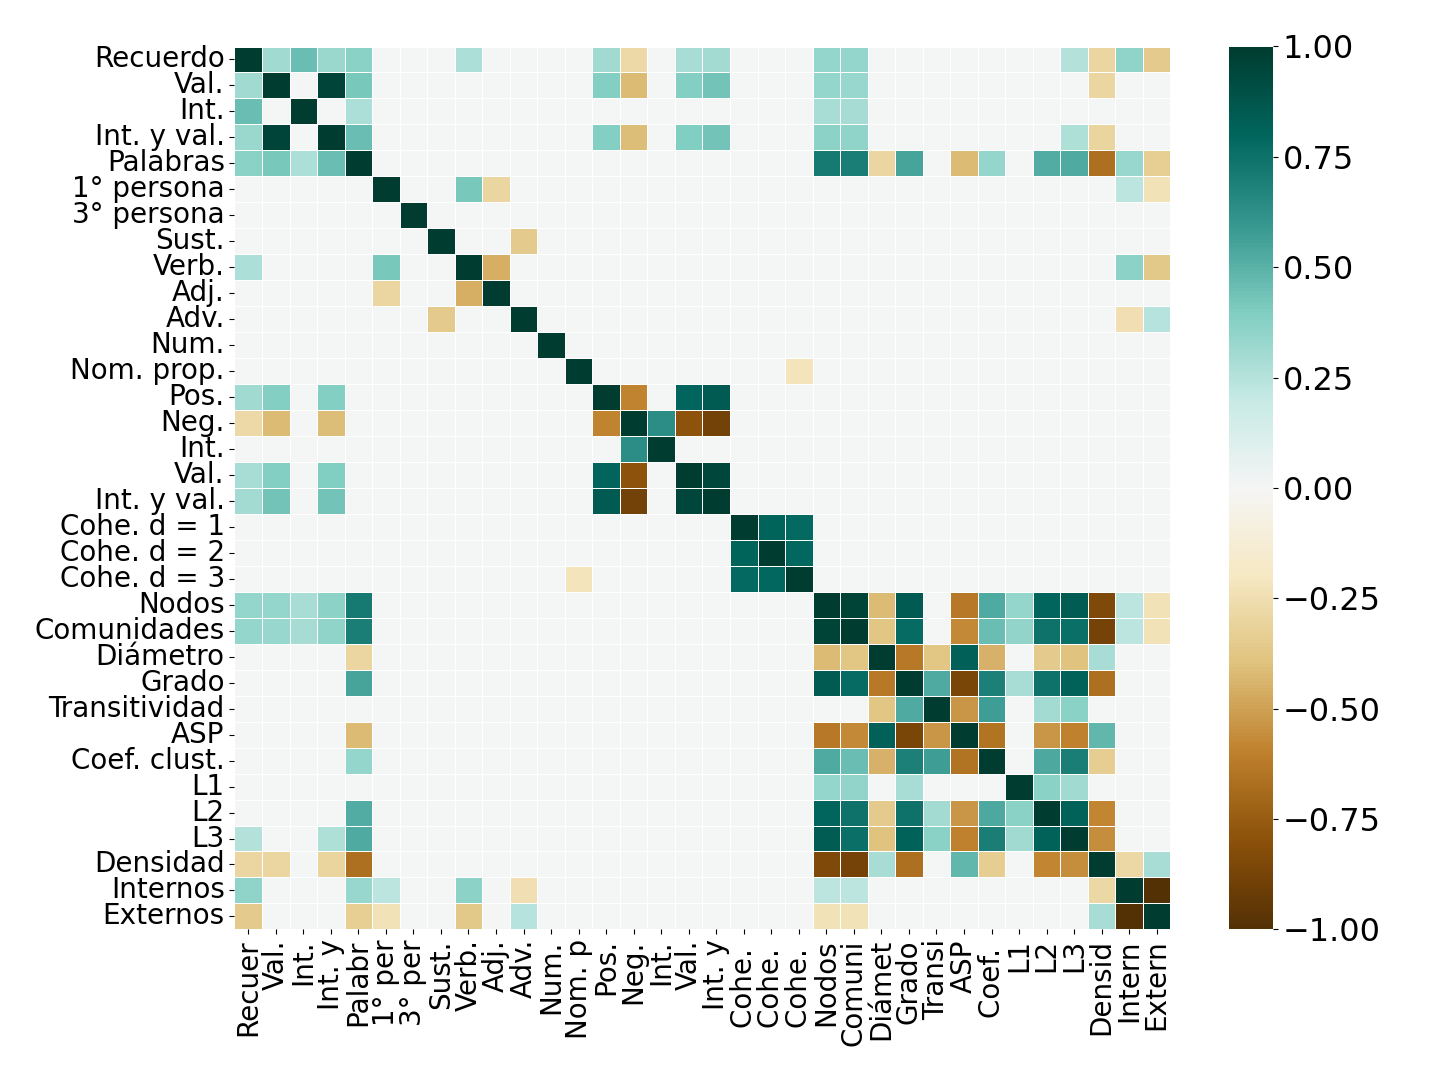 Recuerdo
Val.
Int.
Int. y val.
Palabras
1° persona
3° persona
Sust.
Verb.
Adj.
Adv.
Num.
Nom. prop.
Pos.
Neg.
Int.
Val.
Int. y val.
Cohe. d = 1
Cohe. d = 2
Cohe. d = 3
Nodos
Comunidades
Diámetro
Grado
Transitividad
ASP
Coef. clust.
L1
L2
L3
Densidad
Internos
Externos
Recuer
Val.
Int.
Int. y
Palabr
1° per
3° per
Sust.
Verb.
Adj.
Adv.
Num.
Nom. p
Pos.
Neg.
Int.
Val.
Int. y
Cohe.
Cohe.
Cohe.
Nodos
Comuni
Diámet
Grado
Transi
ASP
Coef.
L1
L2
L3
Densid
Intern
Extern
1.00
0.75
0.50
0.25
0.00
−0.25
−0.50
−0.75
−1.00